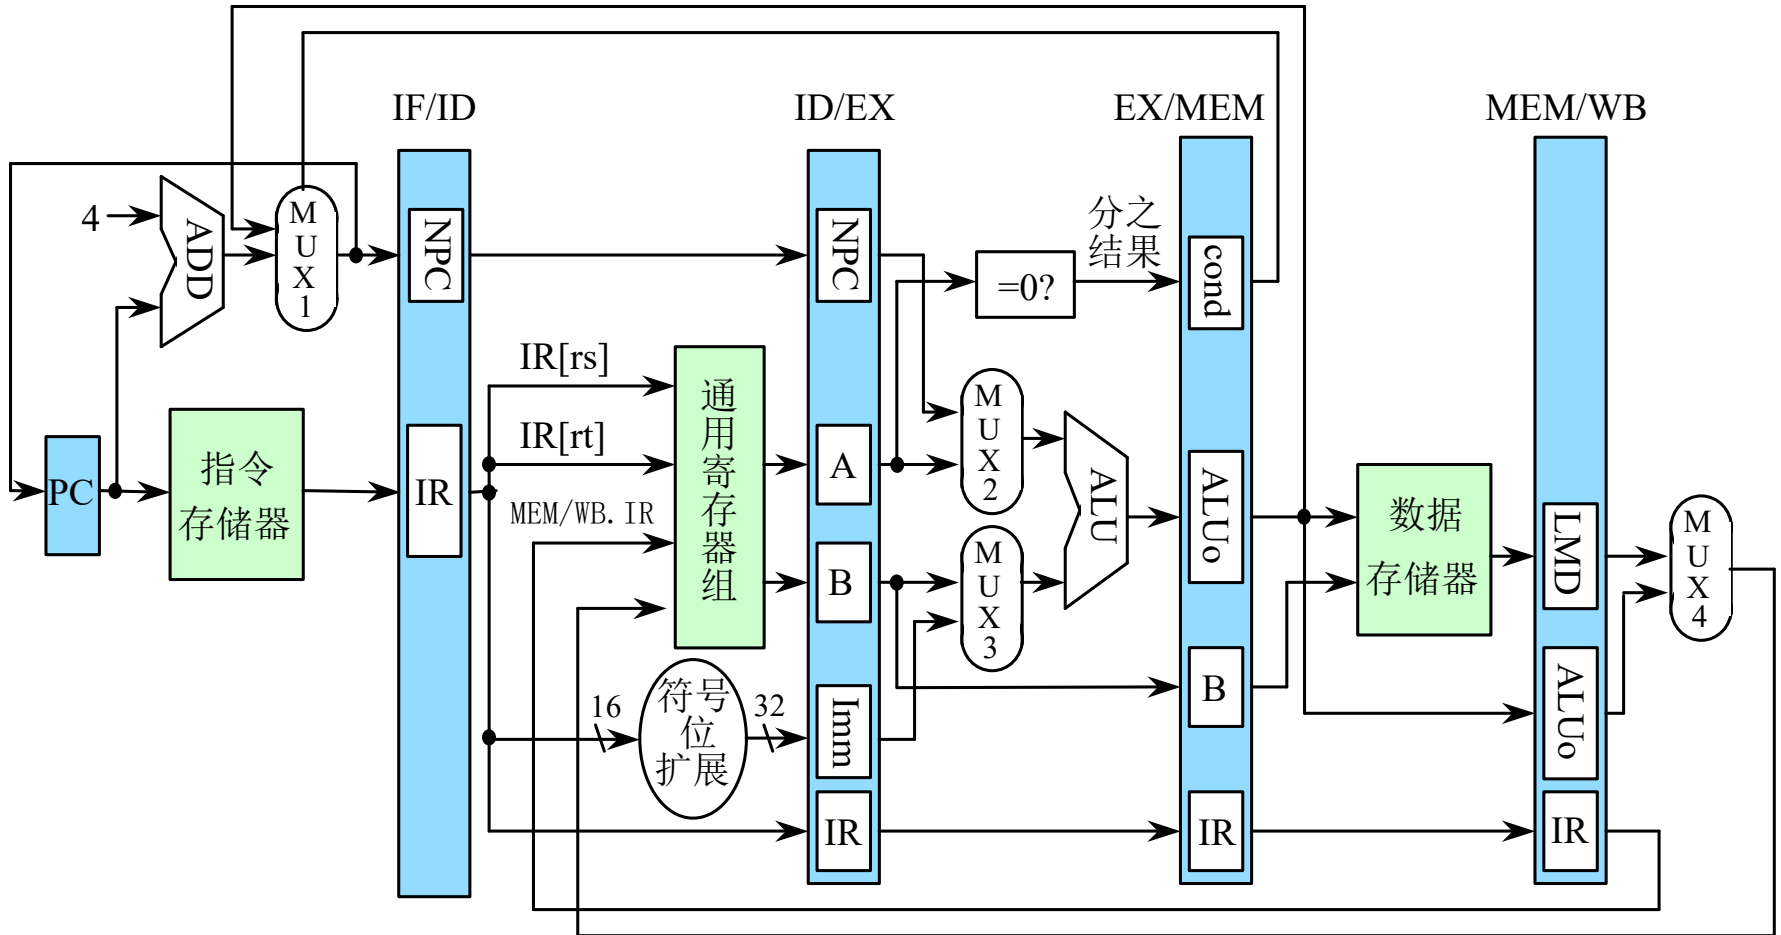 IF/ID
ID/EX
EX/MEM
MEM/WB
4
ADD
M
U
X
1
NPC
NPC
分之
结果
=0?
cond
IR[rs]
IR[rt]
MEM/WB.IR
PC
指令
存储器
IR
通
用
寄
存
器
组
A
B
M
U
X
2
M
U
X
3
ALU
ALUo
B
数据
存储器
LMD
ALUo
M
U
X
4
16
符号
位
扩展
32
Imm
IR
IR
IR